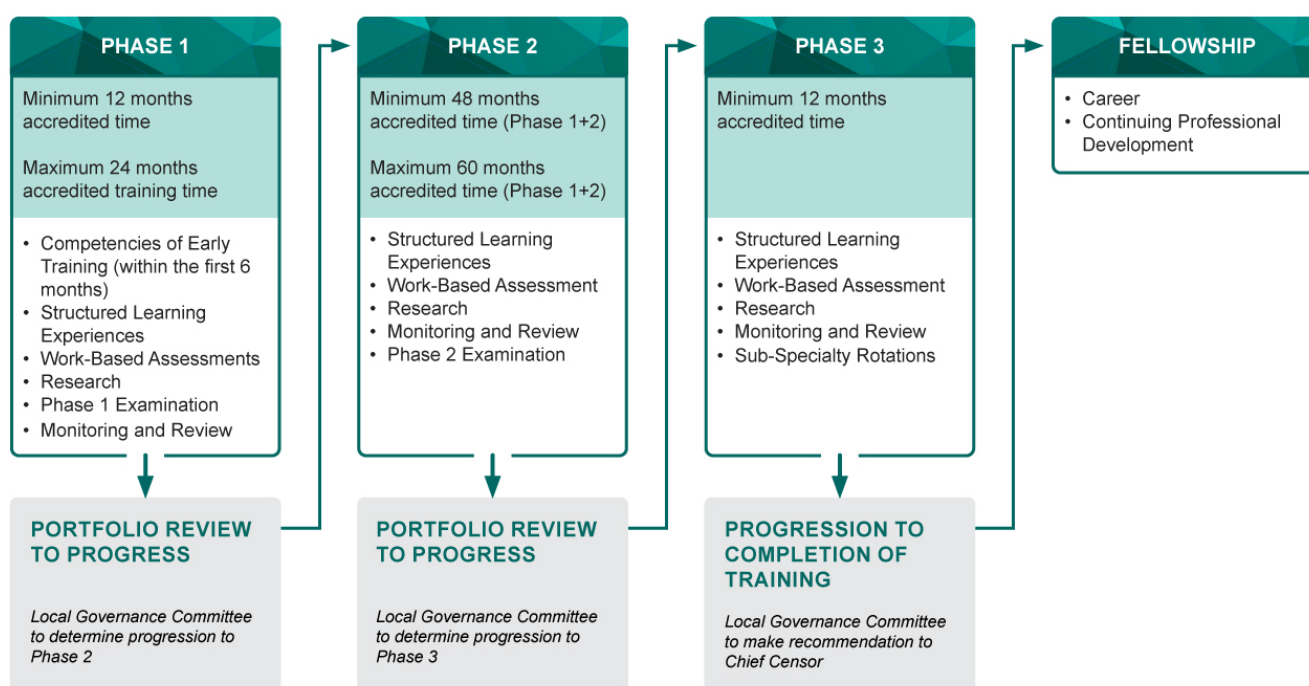 PHASE 1
Minimum 12 months
accredited time
Maximum 24 months
accredited training time
• Competencies of Early
Training (within the first 6
months)
• Structured Learning
Experiences
• Work-Based Assessments
• Research
• Phase 1 Examination
• Monitoring and Review
PORTFOLIO REVIEW
TO PROGRESS
Local Governance Committee
to determine progression to
Phase 2
PHASE 2
Minimum 48 months
accredited time (Phase 1+2)
Maximum 60 months
accredited time (Phase 1+2)
• Structured Learning
Experiences
• Work-Based Assessment
• Research
• Monitoring and Review
• Phase 2 Examination
PORTFOLIO REVIEW
TO PROGRESS
Local Governance Committee
to determine progression to
Phase 3
PHASE 3
Minimum 12 months
accredited time
• Structured Learning
Experiences
• Work-Based Assessment
• Research
• Monitoring and Review
• Sub-Specialty Rotations
PROGRESSION TO
COMPLETION OF
TRAINING
Local Governance Committee
to make recommendation to
Chief Censor
FELLOWSHIP
• Career
• Continuing Professional
Development